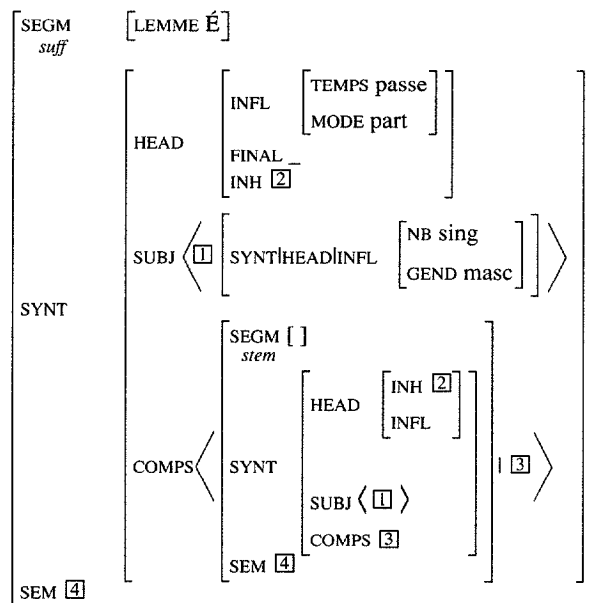 SEGM [LEMME É]
suff
TEMPS passe
INFL
MODE part
HEAD
FINAL _
INH 2
NB sing
SUBJ 〈 1 [SYNT|HEAD|INFL
GEND masc
SYNT
SEGM [ ]
stem
INH 2
HEAD
INFL
COMPS 〈 SYNT | 3 〉
SUBJ 〈 1 〉
COMPS 3
SEM 4
SEM 4